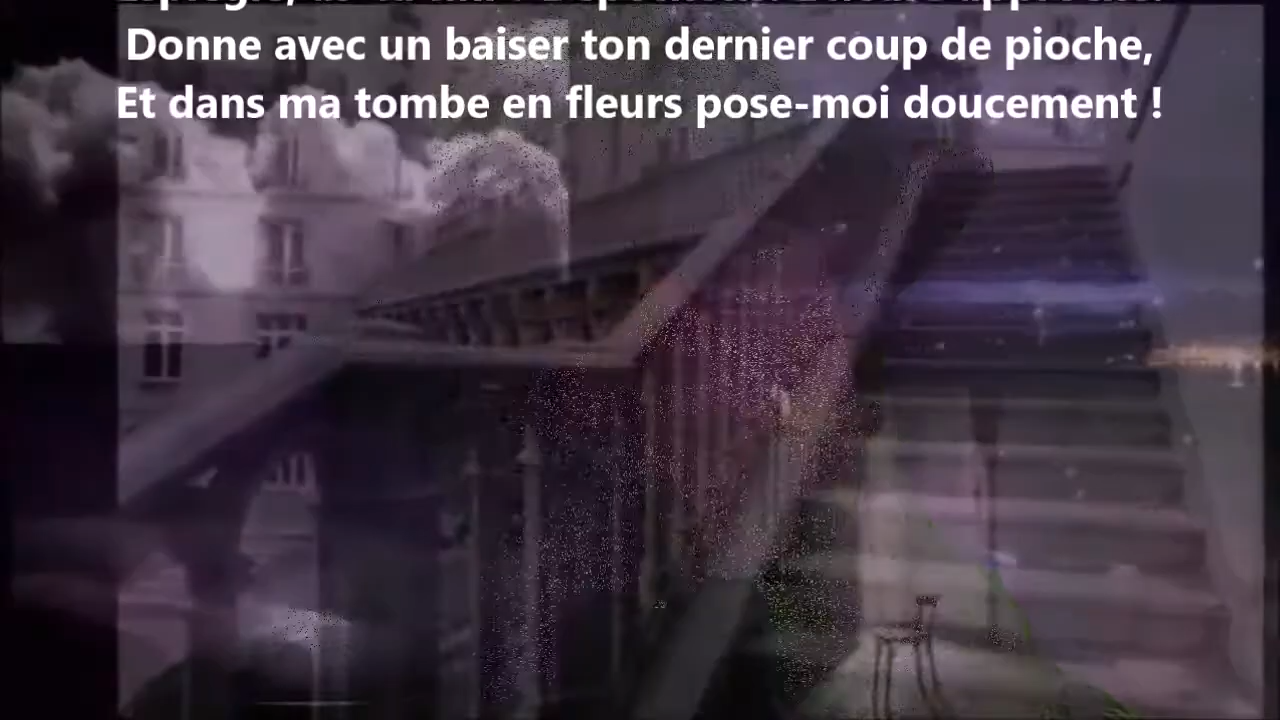 Donne avec un baiser ton dernier coup de pioche,
Et dans ma tombe en fleurs pose-moi doucement !